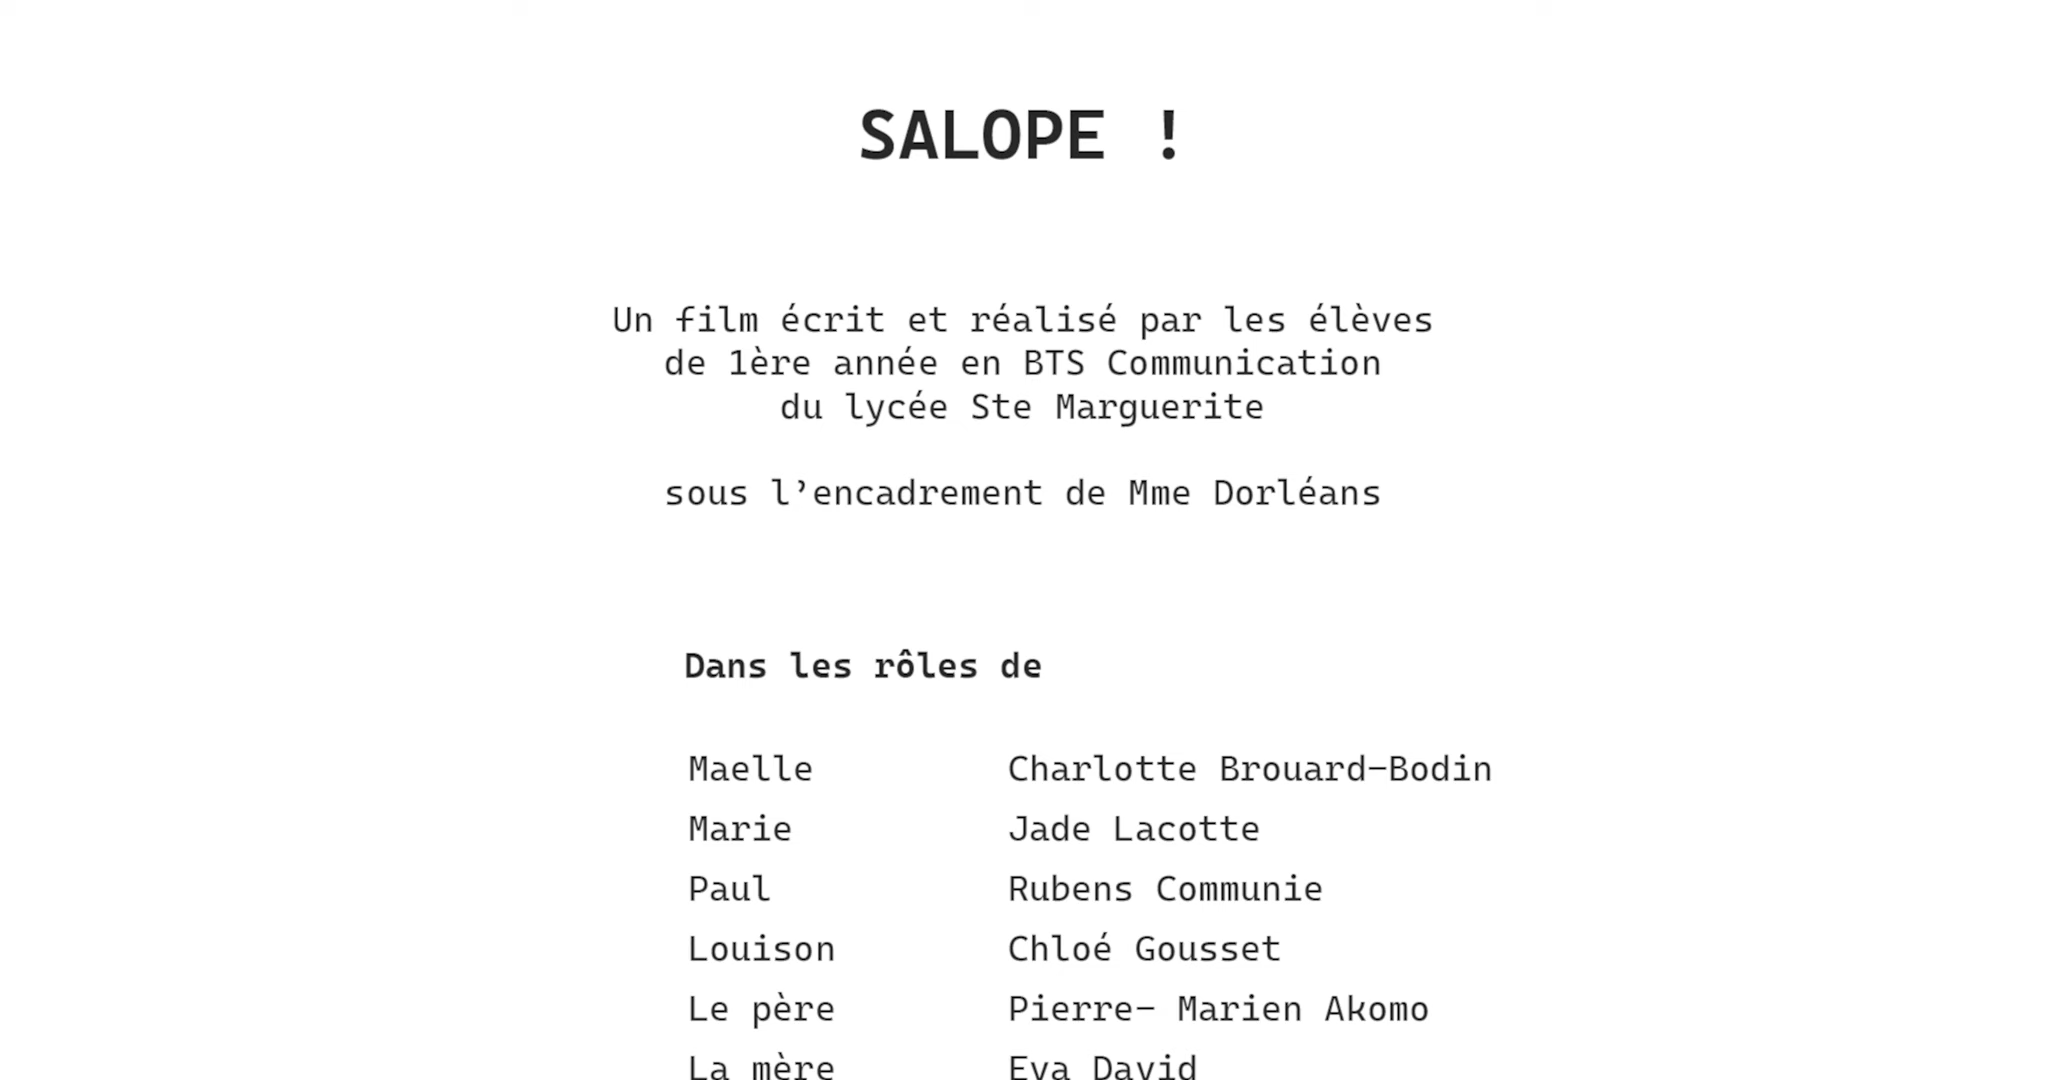 SALOPE !
Un film écrit et réalisé par les élèves
de 1ère année en BTS Communication
du lycée Ste Marguerite
sous l’encadrement de Mme Dorléans
Dans les rôles de
Maelle Charlotte Brouard-Bodin
Marie Jade Lacotte
Paul Rubens Communie
Louison Chloé Gousset
Le père Pierre- Marien Akomo
La mère Eva David